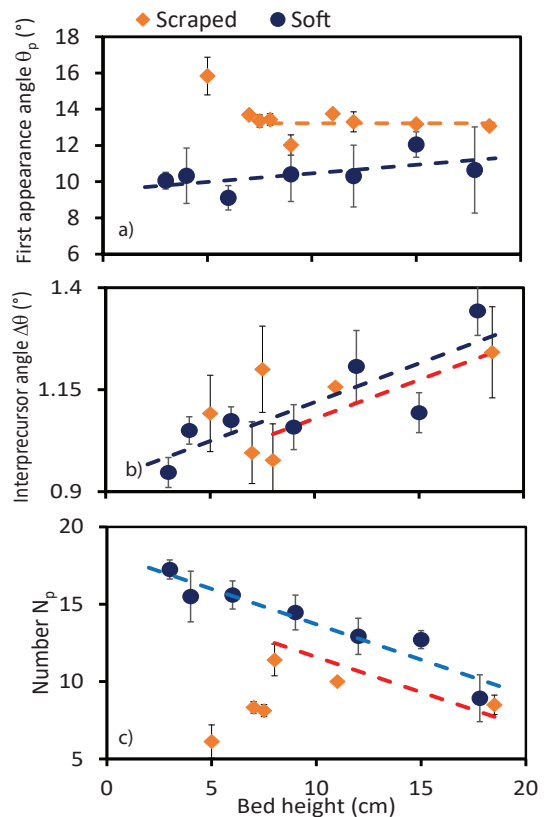 Scraped Soft
First appearance angle θp (°)
18
16
14
12
10
8
6
a)
Interprecursor angle Δθ (°)
1.4
1.15
0.9
b)
Number Np
20
15
10
5
c)
0 5 10 15 20
Bed height (cm)